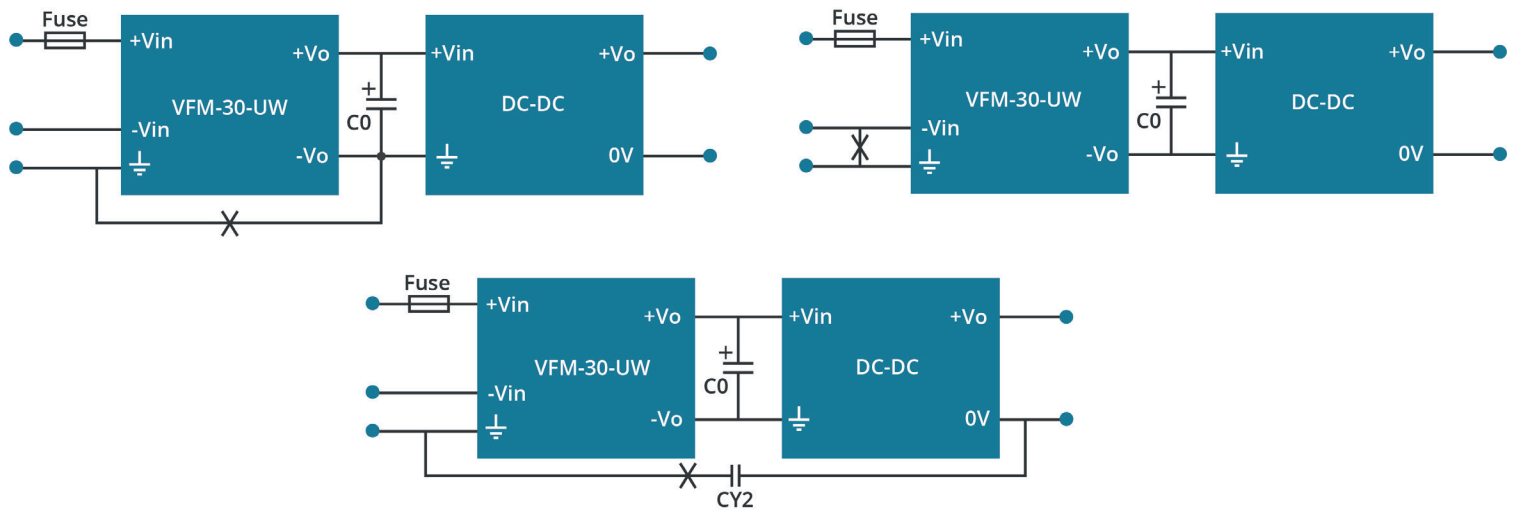 Fuse
+Vin
+Vo
+Vin
+Vo
VFM-30-UW
DC-DC
+
C0
-Vin
-Vo
0V
Fuse
+Vin
+Vo
+Vin
+Vo
VFM-30-UW
DC-DC
+
C0
-Vin
-Vo
0V
Fuse
+Vin
+Vo
+Vin
+Vo
VFM-30-UW
DC-DC
+
C0
-Vin
-Vo
0V
CY2